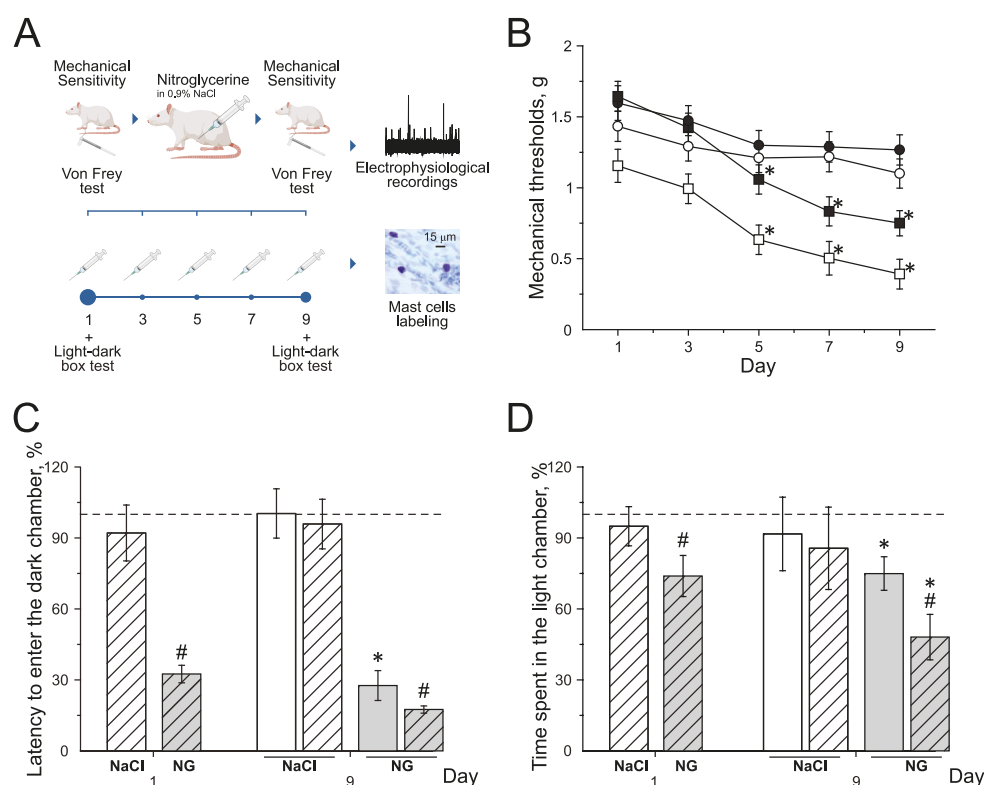 A
Mechanical
Sensitivity
Nitroglycerine
in 0.9% NaCl
Mechanical
Sensitivity
Von Frey
test
Von Frey
test
Electrophysiological
recordings
15 μm
Mast cells
labeling
1 3 5 7 9
+ +
Light-dark
box test
Light-dark
box test
B
Mechanical thresholds, g
2
1.5
1
0.5
0
* * *
* * *
1 3 5 7 9
Day
C
Latency to enter the dark chamber, %
120
90
60
30
0
# * #
NaCl NG NaCl NG
1 9 Day
D
Time spent in the light chamber, %
120
90
60
30
0
# * *
#
NaCl NG NaCl NG
1 9 Day